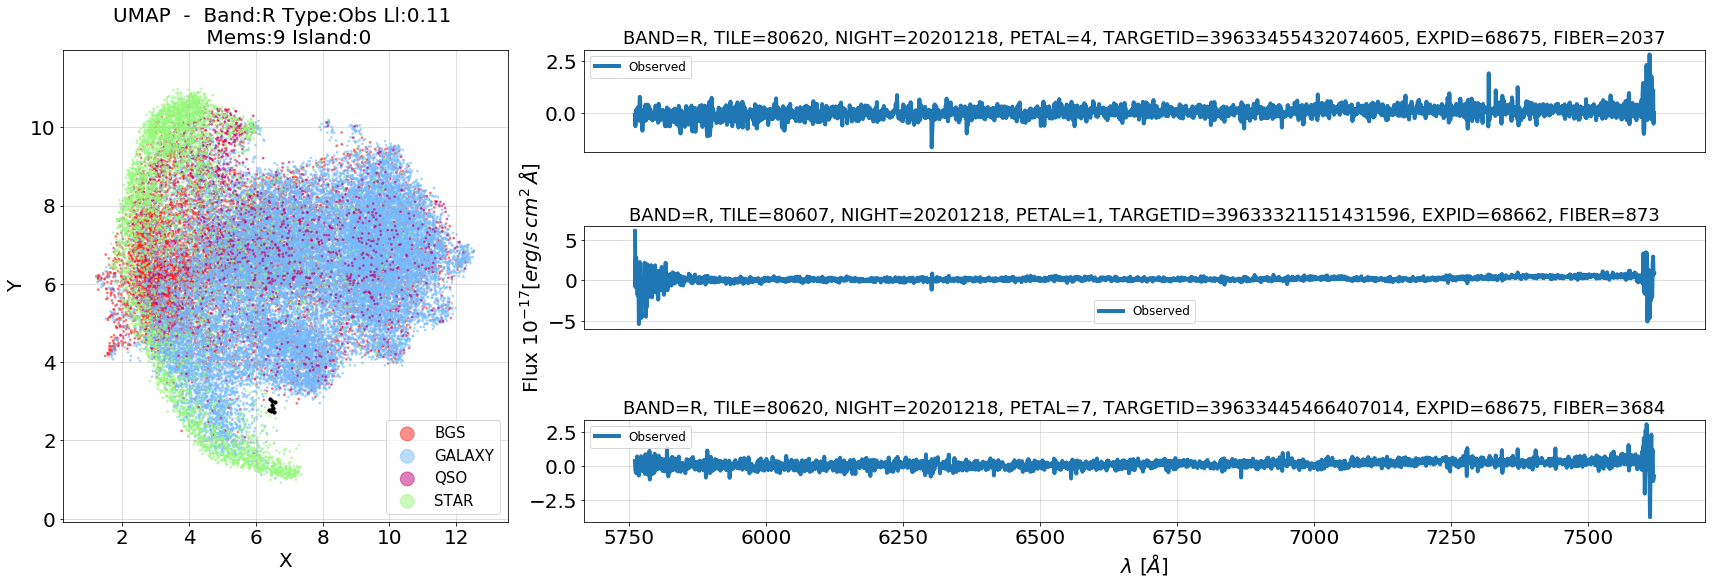 UMAP  -  Band:R Type:Obs Ll:0.11
Mems:9 Island:0
Y
10
8
6
4
2
0
2 4 6 8 10 12
X
BGS
GALAXY
QSO
STAR
Flux 10⁻¹⁷[erg/s cm² Å]
BAND=R, TILE=80620, NIGHT=20201218, PETAL=4, TARGETID=39633455432074605, EXPID=68675, FIBER=2037
2.5
0.0
Observed
BAND=R, TILE=80607, NIGHT=20201218, PETAL=1, TARGETID=39633321151431596, EXPID=68662, FIBER=873
5
0
−5
Observed
BAND=R, TILE=80620, NIGHT=20201218, PETAL=7, TARGETID=39633445466407014, EXPID=68675, FIBER=3684
2.5
0.0
−2.5
Observed
5750 6000 6250 6500 6750 7000 7250 7500
λ [Å]